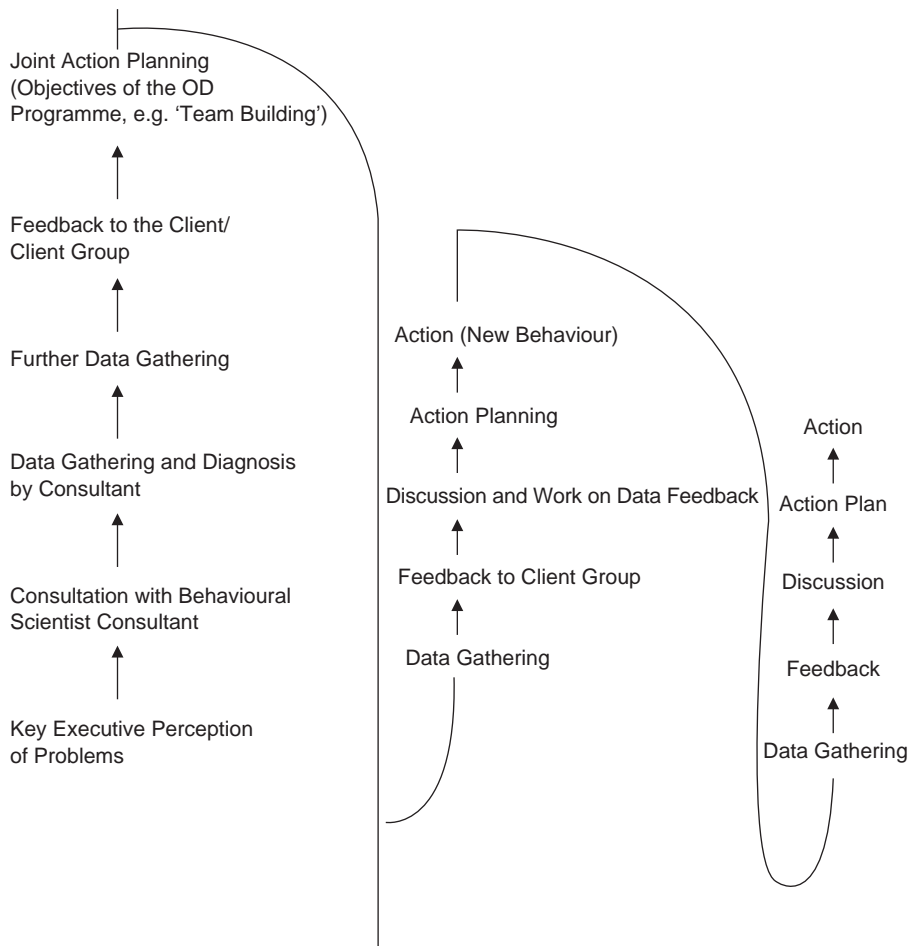 Joint Action Planning
(Objectives of the OD
Programme, e.g. ‘Team Building’)
Feedback to the Client/
Client Group
Further Data Gathering
Data Gathering and Diagnosis
by Consultant
Consultation with Behavioural
Scientist Consultant
Key Executive Perception
of Problems
Action (New Behaviour)
Action Planning
Discussion and Work on Data Feedback
Feedback to Client Group
Data Gathering
Action
Action Plan
Discussion
Feedback
Data Gathering